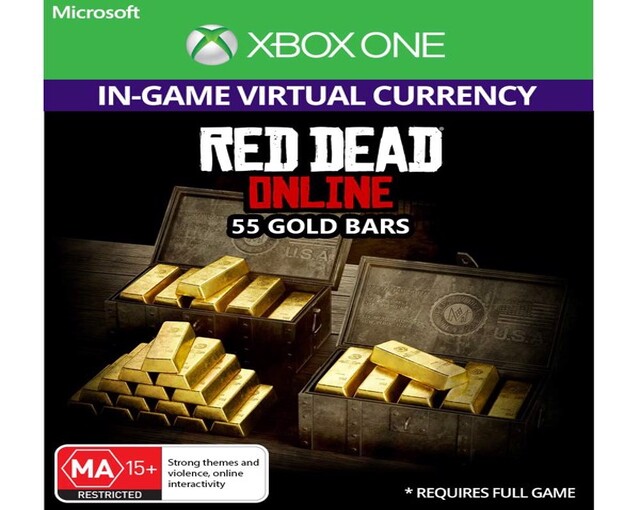 Microsoft
XBOX ONE
IN-GAME VIRTUAL CURRENCY
RED DEAD
ONLINE
55 GOLD BARS
U.S.A
U.S.A
MA 15+
RESTRICTED
Strong themes and
violence, online
interactivity
* REQUIRES FULL GAME